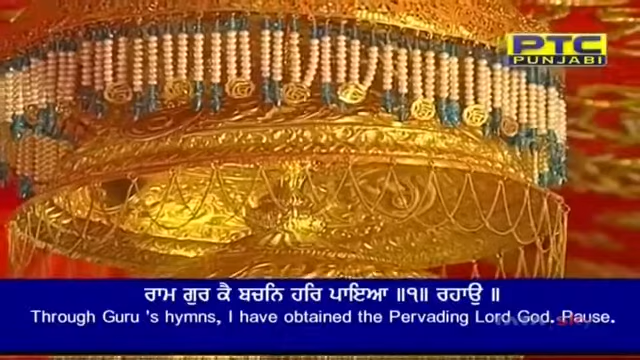 PTC
PUNJABI
ਰਾਮ ਗੁਰ ਕੈ ਬਚਨਿ ਹਰਿ ਪਾਇਆ ॥੧॥ ਰਹਾਉ ॥
Through Guru 's hymns, I have obtained the Pervading Lord God. Pause.